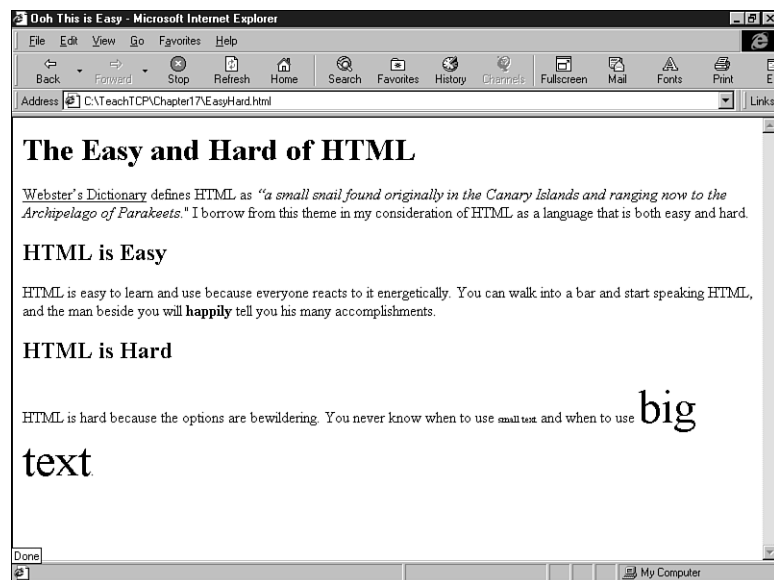 Ooh This is Easy - Microsoft Internet Explorer
File Edit View Go Favorites Help
Back Forward Stop Refresh Home Search Favorites History Channels Fullscreen Mail Fonts Print E
Address C:\TeachTCP\Chapter17\EasyHard.html Links
The Easy and Hard of HTML
Webster's Dictionary defines HTML as “a small snail found originally in the Canary Islands and ranging now to the
Archipelago of Parakeets." I borrow from this theme in my consideration of HTML as a language that is both easy and hard.
HTML is Easy
HTML is easy to learn and use because everyone reacts to it energetically. You can walk into a bar and start speaking HTML,
and the man beside you will happily tell you his many accomplishments.
HTML is Hard
HTML is hard because the options are bewildering. You never know when to use small text and when to use big
text.
Done
My Computer